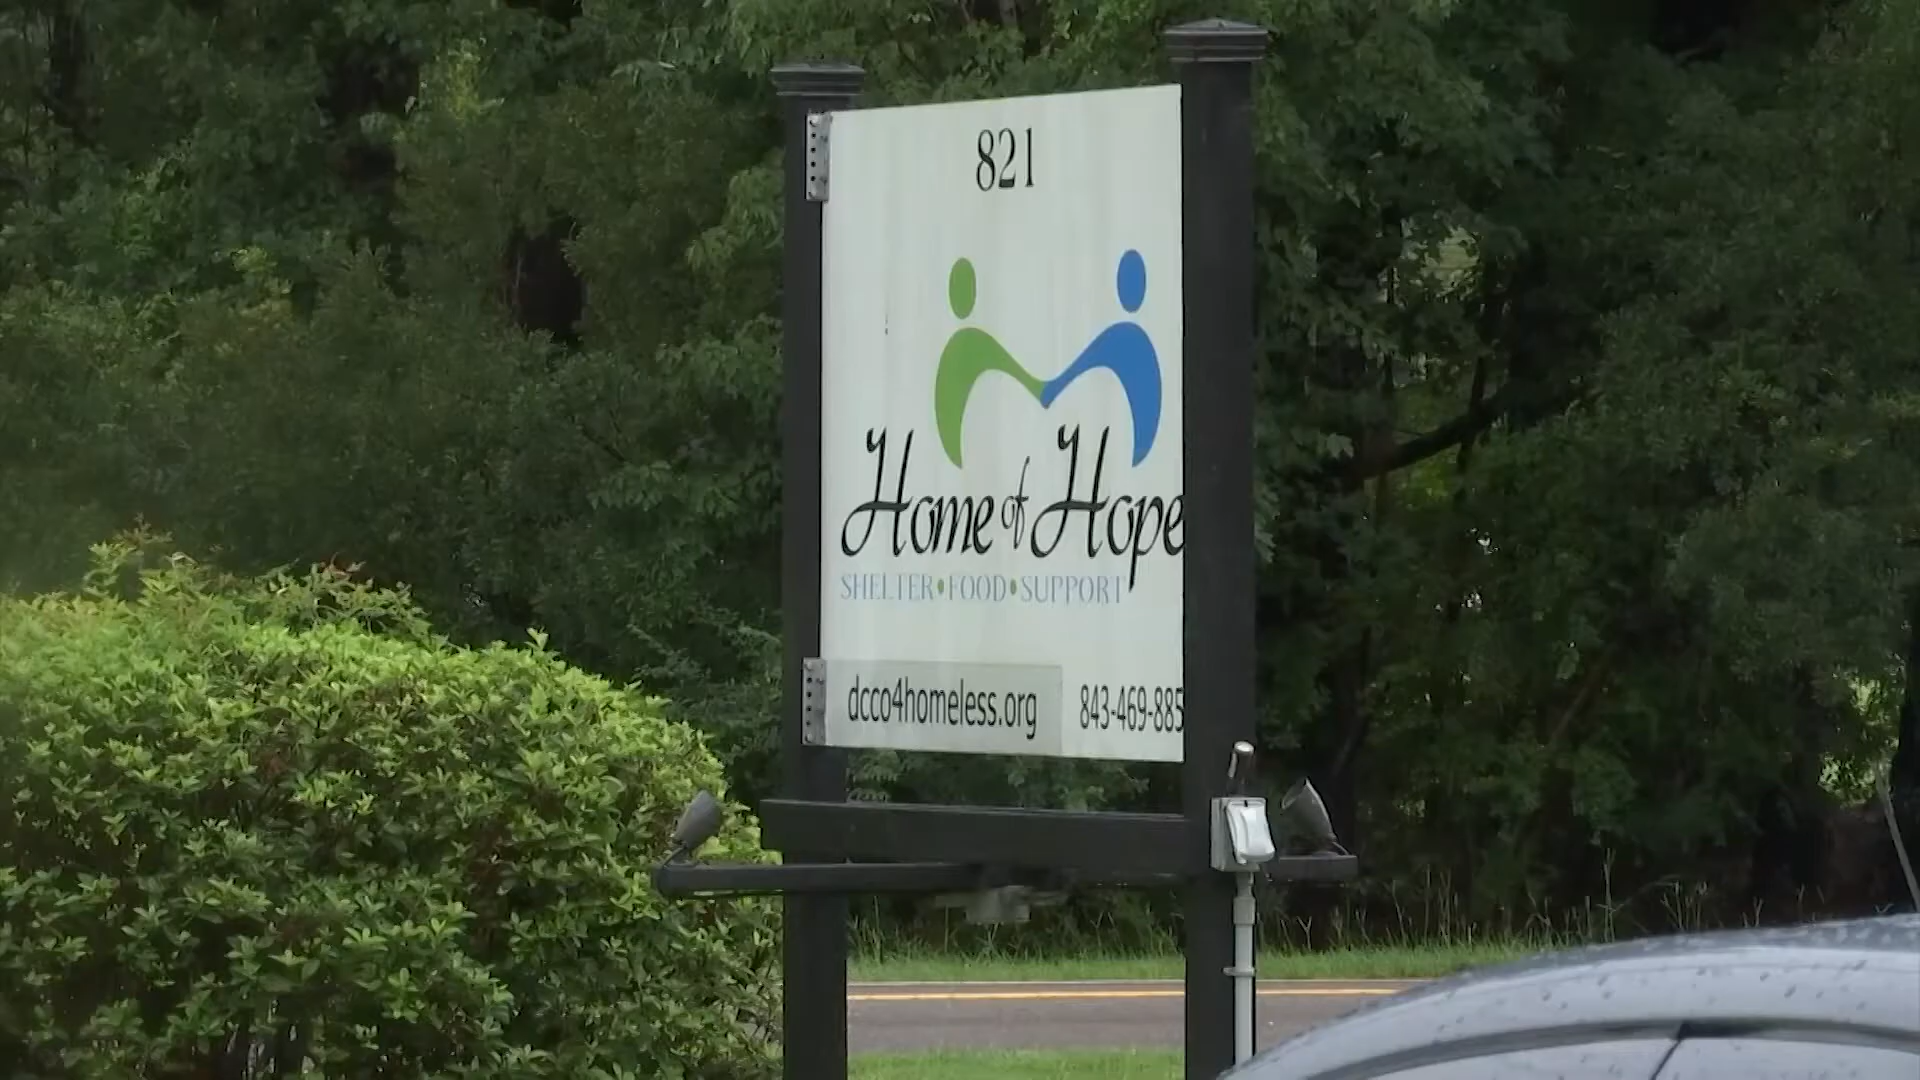 821
Home of Hope
SHELTER•FOOD•SUPPORT
dcco4homeless.org 843-469-885